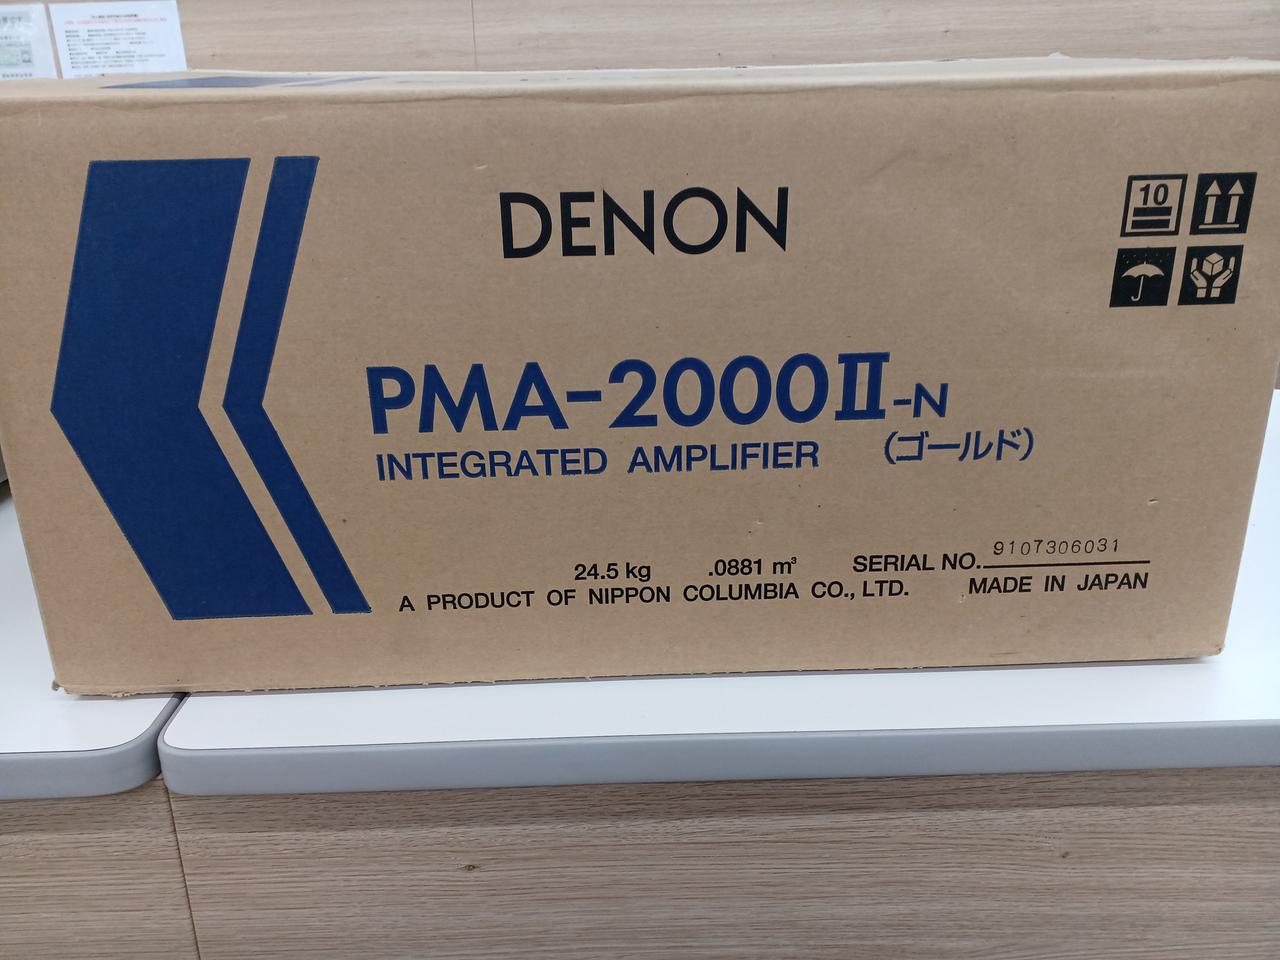 DENON
10
PMA-2000II-N
INTEGRATED AMPLIFIER (ゴールド)
24.5 kg .0881 m³ SERIAL NO. 9107306031
A PRODUCT OF NIPPON COLUMBIA CO., LTD. MADE IN JAPAN